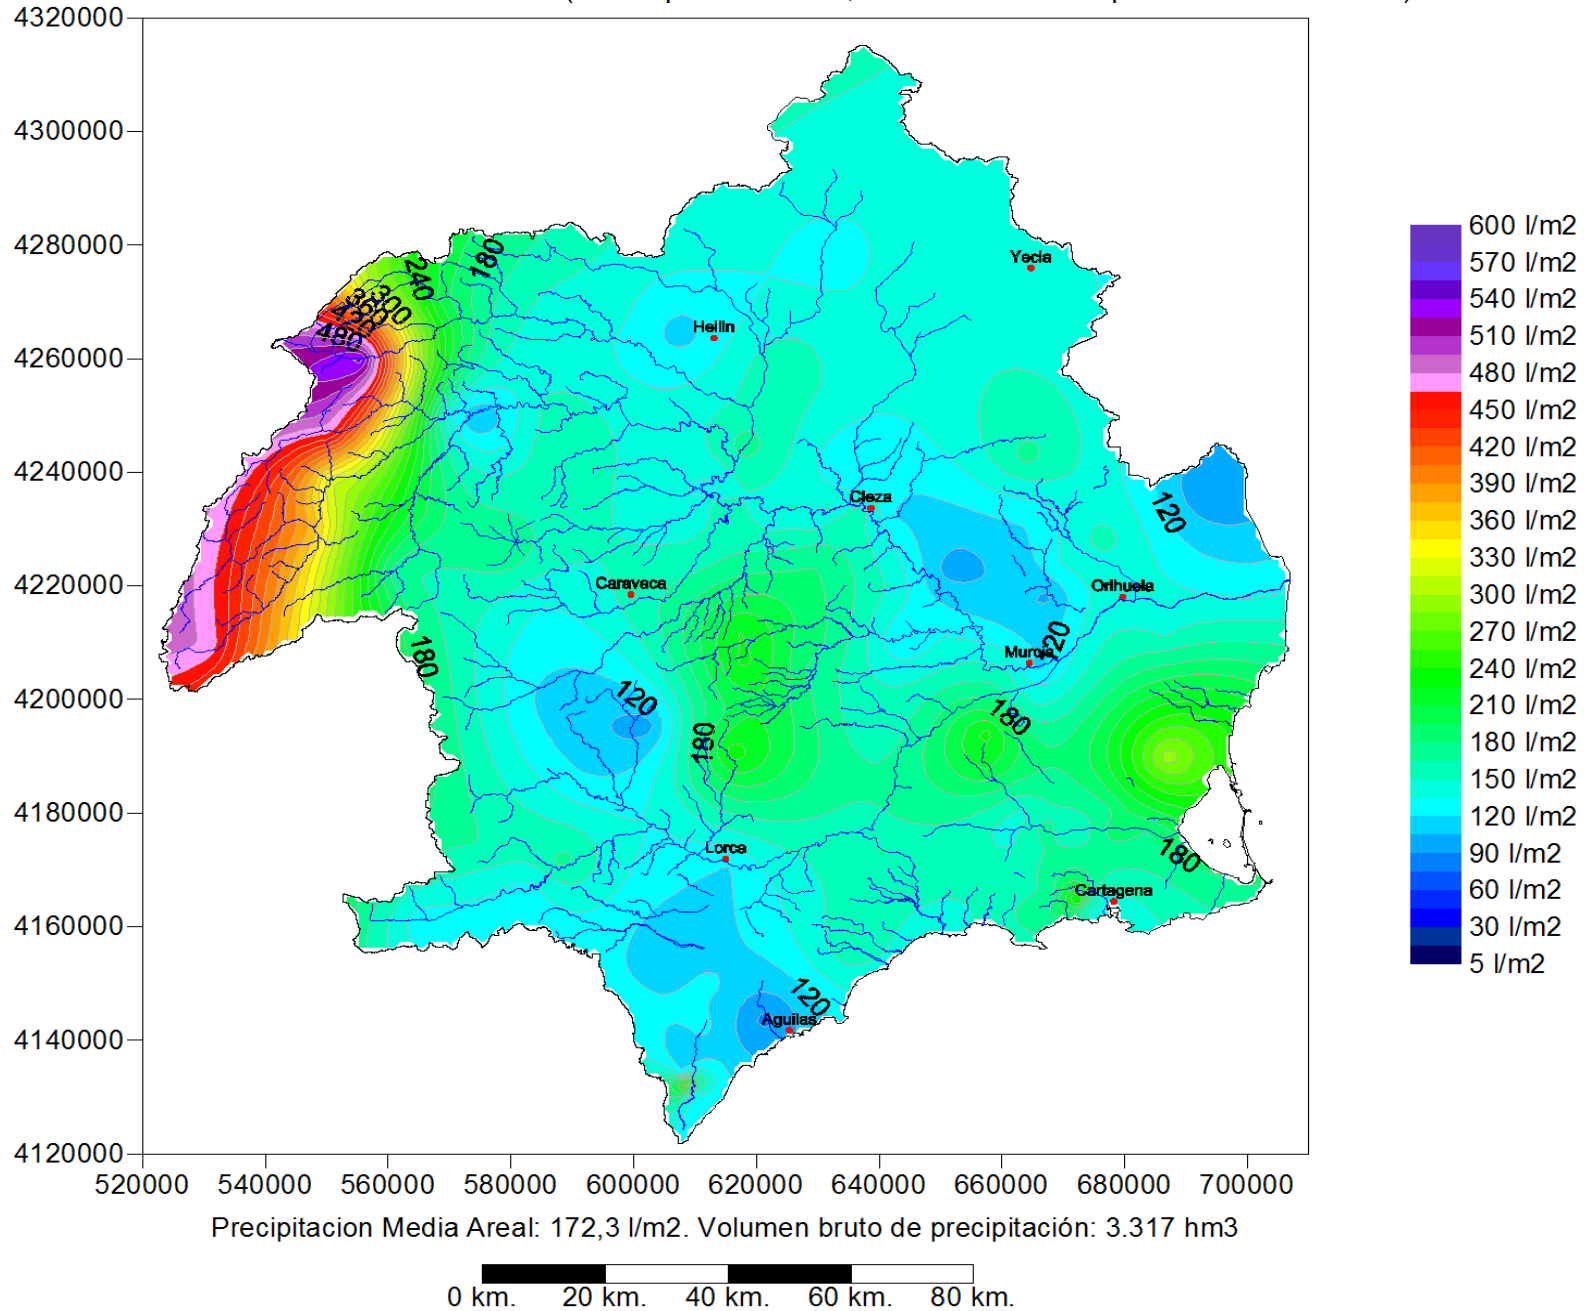 4320000
4300000
4280000
4260000
4240000
4220000
4200000
4180000
4160000
4140000
4120000
520000 540000 560000 580000 600000 620000 640000 660000 680000 700000
240
180
300
360
420
480
Yecla
Hellin
Cieza
120
Caravaca
Orihuela
120
Murcia
180
120
180
180
Lorca
180
Cartagena
120
Aguilas
600 l/m2
570 l/m2
540 l/m2
510 l/m2
480 l/m2
450 l/m2
420 l/m2
390 l/m2
360 l/m2
330 l/m2
300 l/m2
270 l/m2
240 l/m2
210 l/m2
180 l/m2
150 l/m2
120 l/m2
90 l/m2
60 l/m2
30 l/m2
5 l/m2
Precipitacion Media Areal: 172,3 l/m2. Volumen bruto de precipitación: 3.317 hm3
0 km. 20 km. 40 km. 60 km. 80 km.